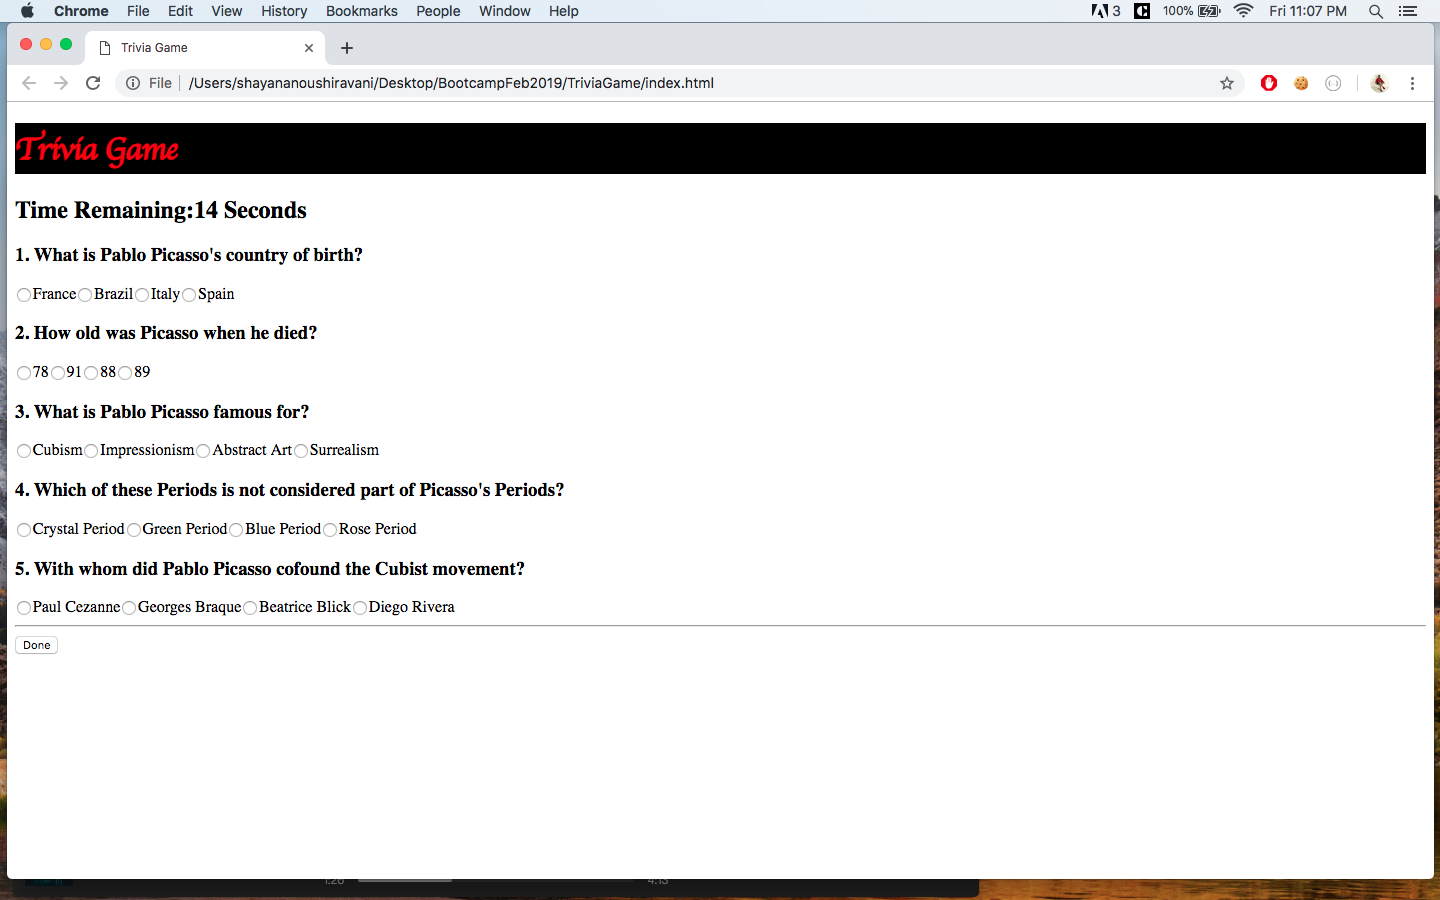 Chrome File Edit View History Bookmarks People Window Help 3 100% Fri 11:07 PM
Trivia Game
File /Users/shayananoushiravani/Desktop/BootcampFeb2019/TriviaGame/index.html
Trivia Game
Time Remaining:14 Seconds
1. What is Pablo Picasso's country of birth?
France Brazil Italy Spain
2. How old was Picasso when he died?
78 91 88 89
3. What is Pablo Picasso famous for?
Cubism Impressionism Abstract Art Surrealism
4. Which of these Periods is not considered part of Picasso's Periods?
Crystal Period Green Period Blue Period Rose Period
5. With whom did Pablo Picasso cofound the Cubist movement?
Paul Cezanne Georges Braque Beatrice Blick Diego Rivera
Done